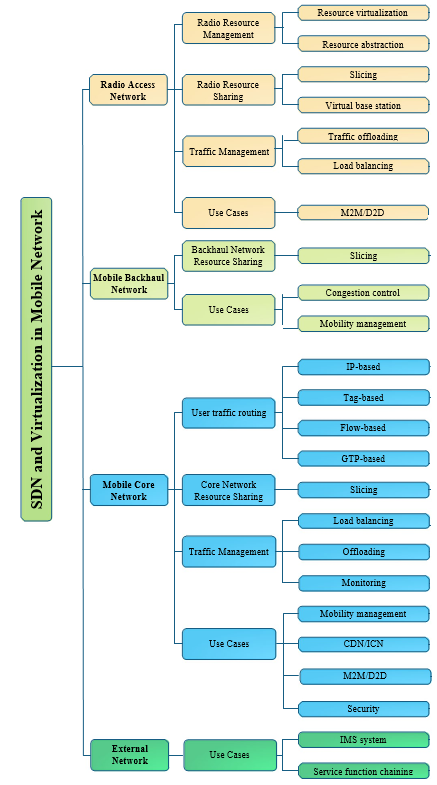 SDN and Virtualization in Mobile Network
Radio Access
Network
Radio Resource
Management
Resource virtualization
Resource abstraction
Radio Resource
Sharing
Slicing
Virtual base station
Traffic Management
Traffic offloading
Load balancing
Use Cases
M2M/D2D
Mobile Backhaul
Network
Backhaul Network
Resource Sharing
Slicing
Use Cases
Congestion control
Mobility management
Mobile Core
Network
User traffic routing
IP-based
Tag-based
Flow-based
GTP-based
Core Network
Resource Sharing
Slicing
Traffic Management
Load balancing
Offloading
Monitoring
Use Cases
Mobility management
CDN/ICN
M2M/D2D
Security
External
Network
Use Cases
IMS system
Service function chaining